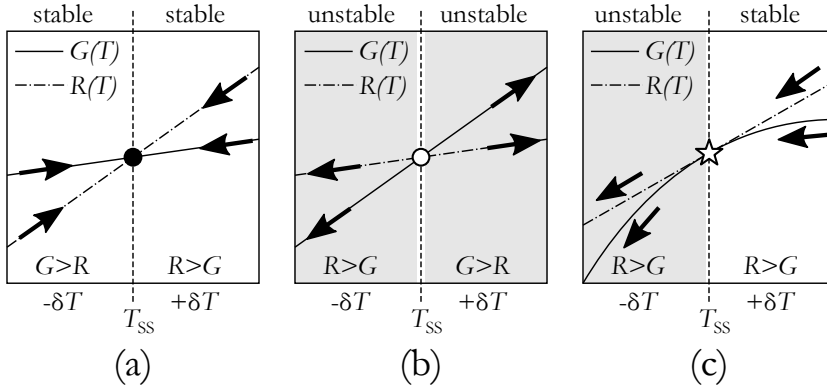 stable stable
G(T)
R(T)
G>R R>G
-δT +δT
T_SS
(a)
unstable unstable
G(T)
R(T)
R>G G>R
-δT +δT
T_SS
(b)
unstable stable
G(T)
R(T)
R>G R>G
-δT +δT
T_SS
(c)